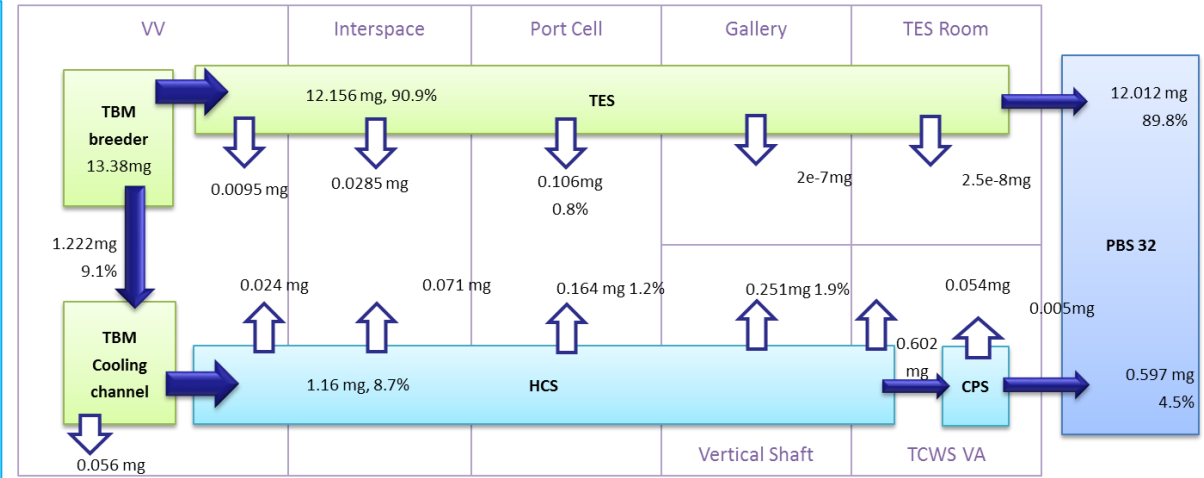 VV
Interspace
Port Cell
Gallery
TES Room
TBM
breeder
13.38mg
12.156 mg, 90.9%
TES
12.012 mg
89.8%
0.0095 mg
0.0285 mg
0.106mg
0.8%
2e-7mg
2.5e-8mg
1.222mg
9.1%
PBS 32
0.024 mg
0.071 mg
0.164 mg 1.2%
0.251mg 1.9%
0.054mg
0.005mg
TBM
Cooling
channel
1.16 mg, 8.7%
HCS
0.602
mg
CPS
0.597 mg
4.5%
0.056 mg
Vertical Shaft
TCWS VA